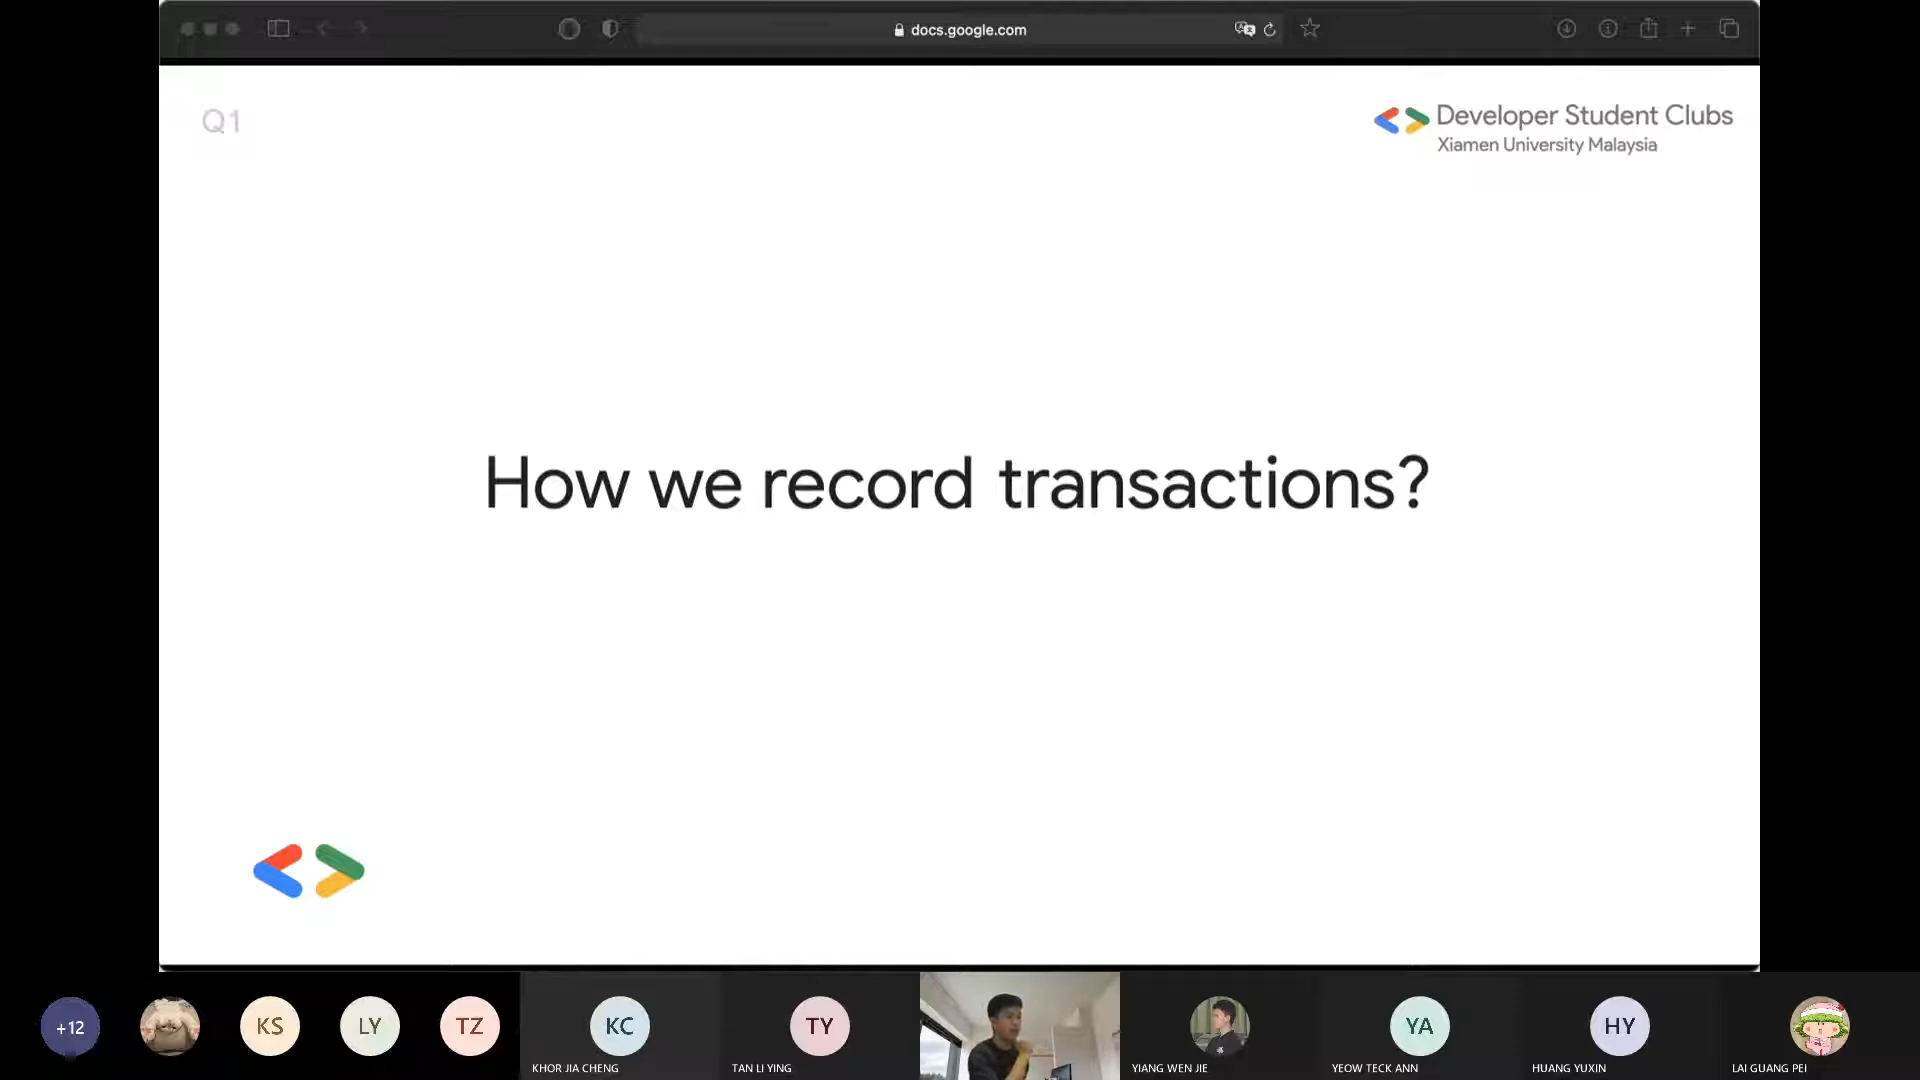 docs.google.com
Q1
Developer Student Clubs
Xiamen University Malaysia
How we record transactions?
+12
KS
LY
TZ
KC
TY
YA
HY
KHOR JIA CHENG
TAN LI YING
YIANG WEN JIE
YEOW TECK ANN
HUANG YUXIN
LAI GUANG PEI